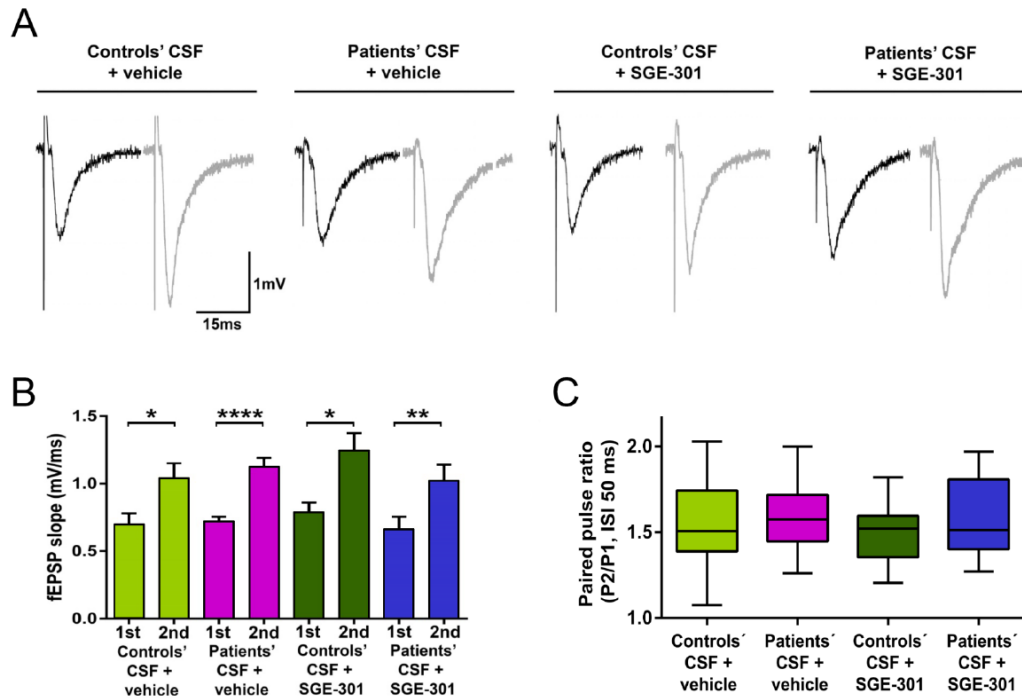 A
Controls’ CSF
+ vehicle
Patients’ CSF
+ vehicle
Controls’ CSF
+ SGE-301
Patients’ CSF
+ SGE-301
1mV
15ms
B
fEPSP slope (mV/ms)
1.5
1.0
0.5
0.0
*
****
*
**
1st 2nd 1st 2nd 1st 2nd 1st 2nd
Controls’
CSF +
vehicle
Patients’
CSF +
vehicle
Controls’
CSF +
SGE-301
Patients’
CSF +
SGE-301
C
Paired pulse ratio
(P2/P1, ISI 50 ms)
2.0
1.5
1.0
Controls´
CSF +
vehicle
Patients´
CSF +
vehicle
Controls´
CSF +
SGE-301
Patients´
CSF +
SGE-301